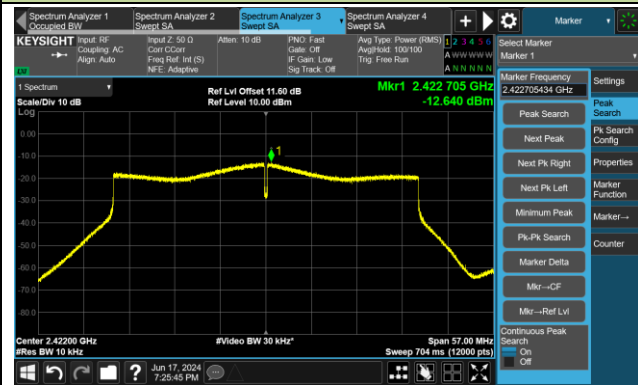 Spectrum Analyzer 1
Occupied BW
Spectrum Analyzer 2
Swept SA
Spectrum Analyzer 3
Swept SA
Spectrum Analyzer 4
Swept SA
Marker
KEYSIGHT
Input: RF
Coupling: AC
Align: Auto
Input Z: 50 Ω
Corr CCorr
Freq Ref: Int (S)
NFE: Adaptive
Atten: 10 dB
PNO: Fast
Gate: Off
IF Gain: Low
Sig Track: Off
Avg Type: Power (RMS)
Avg|Hold: 100/100
Trig: Free Run
1 2 3 4 5 6
A W W W W W
A N N N N N
Select Marker
Marker 1
1 Spectrum
Scale/Div 10 dB
Ref Lvl Offset 11.60 dB
Ref Level 10.00 dBm
Mkr1 2.422 705 GHz
-12.640 dBm
Log
0.00
-10.0
-20.0
-30.0
-40.0
-50.0
-60.0
-70.0
-80.0
1
Center 2.42200 GHz
#Res BW 10 kHz
#Video BW 30 kHz*
Span 57.00 MHz
Sweep 704 ms (12000 pts)
Marker Frequency
2.422705434 GHz
Peak Search
Next Peak
Next Pk Right
Next Pk Left
Minimum Peak
Pk-Pk Search
Marker Delta
Mkr→CF
Mkr→Ref Lvl
Continuous Peak
Search
On
Off
Settings
Peak
Search
Pk Search
Config
Properties
Marker
Function
Marker→
Counter
Jun 17, 2024
7:25:45 PM